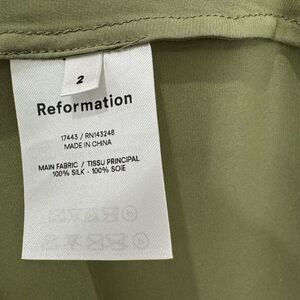 2
Reformation
17443 / RN143248
MADE IN CHINA
MAIN FABRIC / TISSU PRINCIPAL
100% SILK - 100% SOIE